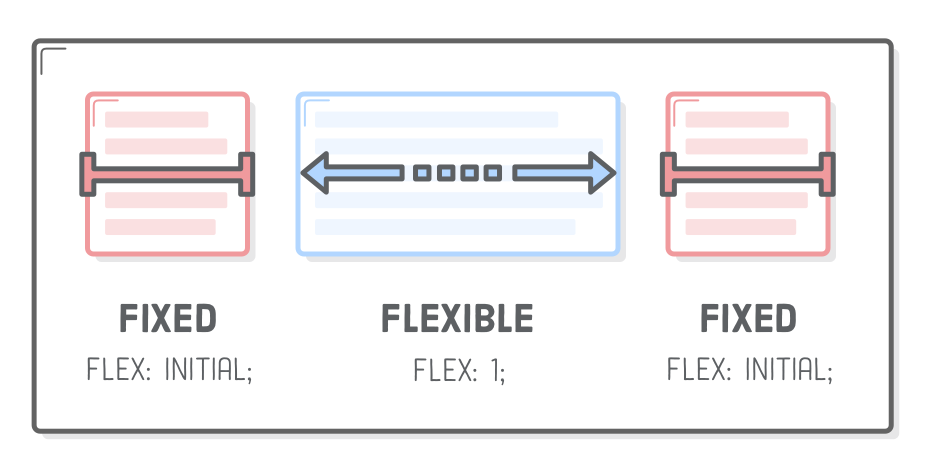 FIXED FLEXIBLE FIXED
FLEX: INITIAL; FLEX: 1; FLEX: INITIAL;